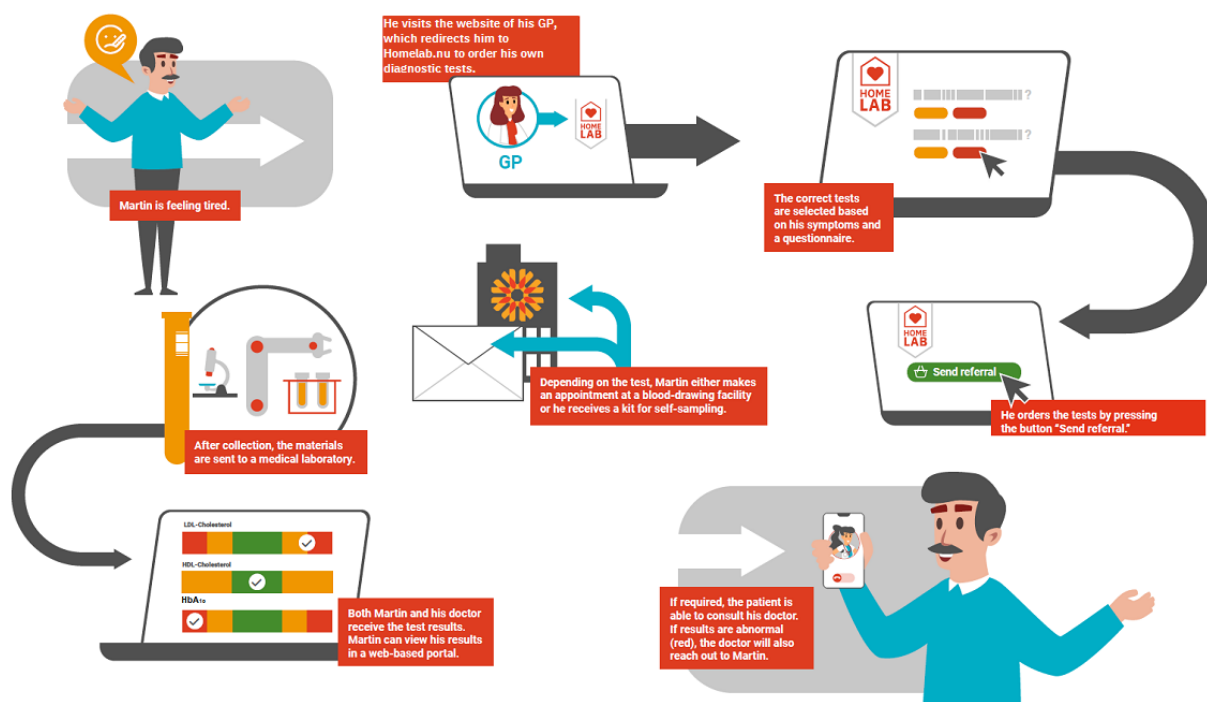 Martin is feeling tired.
He visits the website of his GP,
which redirects him to
Homelab.nu to order his own
diagnostic tests.
GP
HOME
LAB
HOME
LAB
?
?
The correct tests
are selected based
on his symptoms and
a questionnaire.
HOME
LAB
Send referral
He orders the tests by pressing
the button “Send referral.”
Depending on the test, Martin either makes
an appointment at a blood-drawing facility
or he receives a kit for self-sampling.
After collection, the materials
are sent to a medical laboratory.
LDL-Cholesterol
HDL-Cholesterol
HbA1c
Both Martin and his doctor
receive the test results.
Martin can view his results
in a web-based portal.
If required, the patient is
able to consult his doctor.
If results are abnormal
(red), the doctor will also
reach out to Martin.